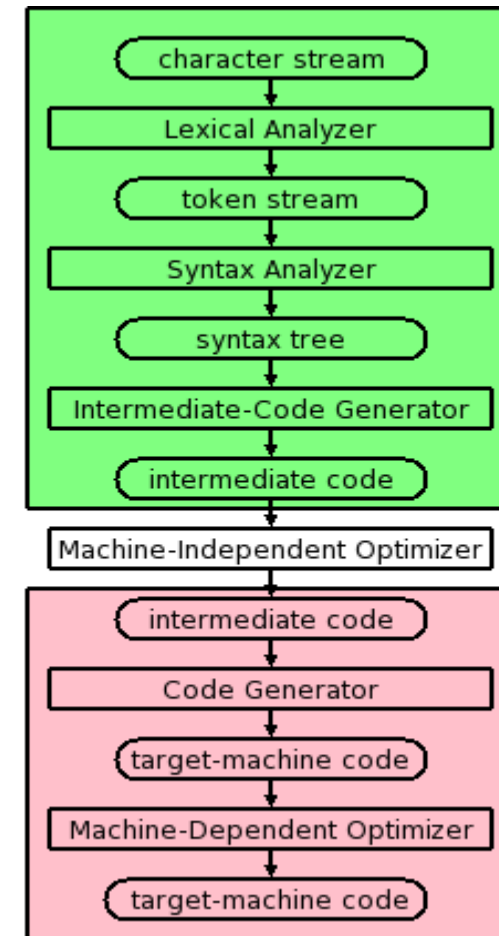 character stream
Lexical Analyzer
token stream
Syntax Analyzer
syntax tree
Intermediate-Code Generator
intermediate code
Machine-Independent Optimizer
intermediate code
Code Generator
target-machine code
Machine-Dependent Optimizer
target-machine code